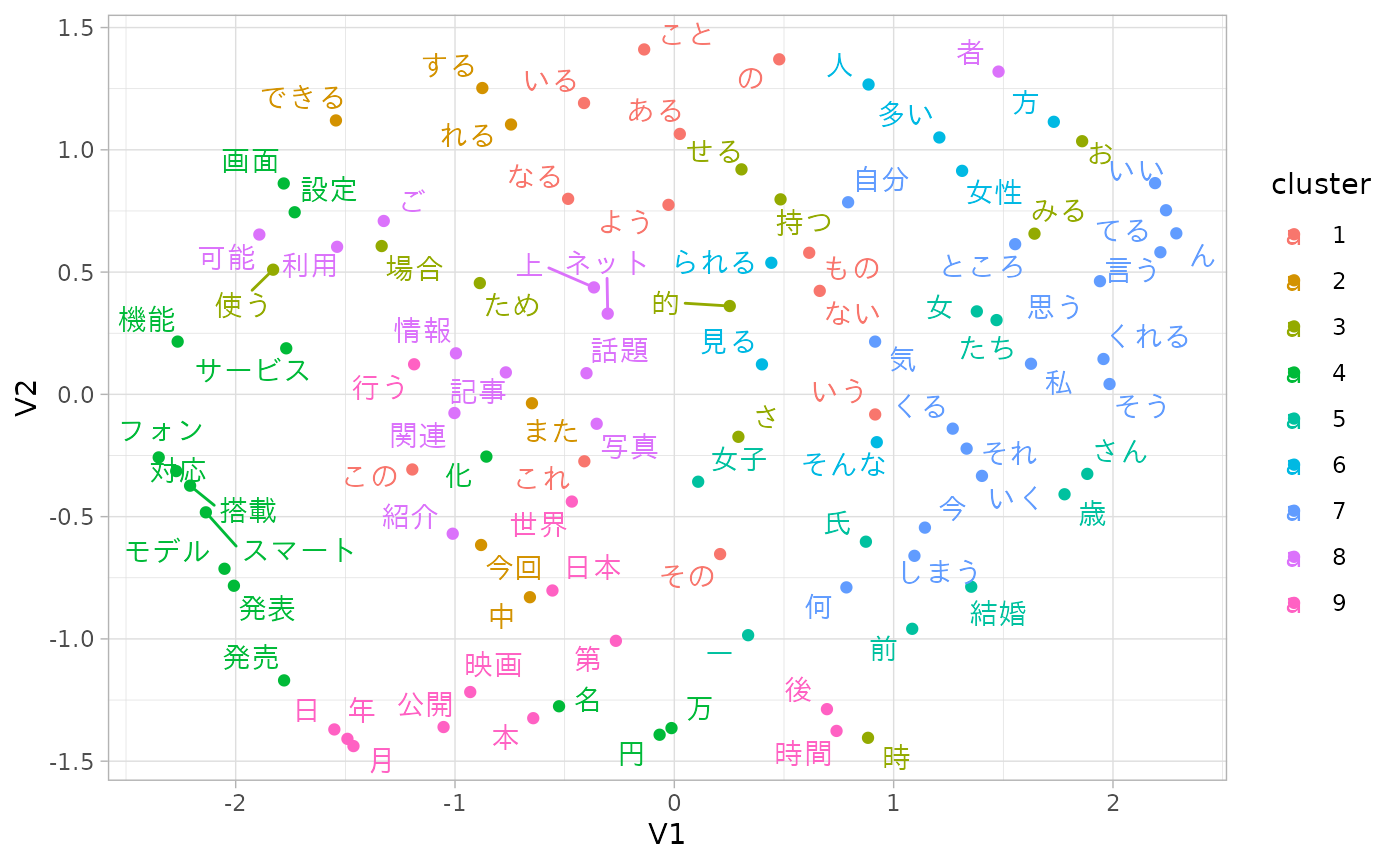 1.5
1.0
0.5
0.0
-0.5
-1.0
-1.5
V2
こと
の
人
者
する
いる
できる
ある
多い
方
れる
せる
お
画面
設定
なる
自分
いい
ご
よう
持つ
女性
みる
てる
可能
利用
場合
上
ネット
られる
もの
ところ
言う
ん
使う
ため
的
ない
女
思う
機能
情報
話題
見る
たち
くれる
サービス
行う
記事
気
私
いう
くる
そう
フォン
関連
また
写真
さ
対応
この
化
これ
女子
そんな
それ
さん
搭載
紹介
世界
氏
今
いく
歳
モデル
スマート
今回
日本
その
しまう
発表
中
何
結婚
発売
映画
第
一
前
日
年
公開
本
名
万
後
月
円
時間
時
-2
-1
0
1
2
V1
cluster
a 1
a 2
a 3
a 4
a 5
a 6
a 7
a 8
a 9